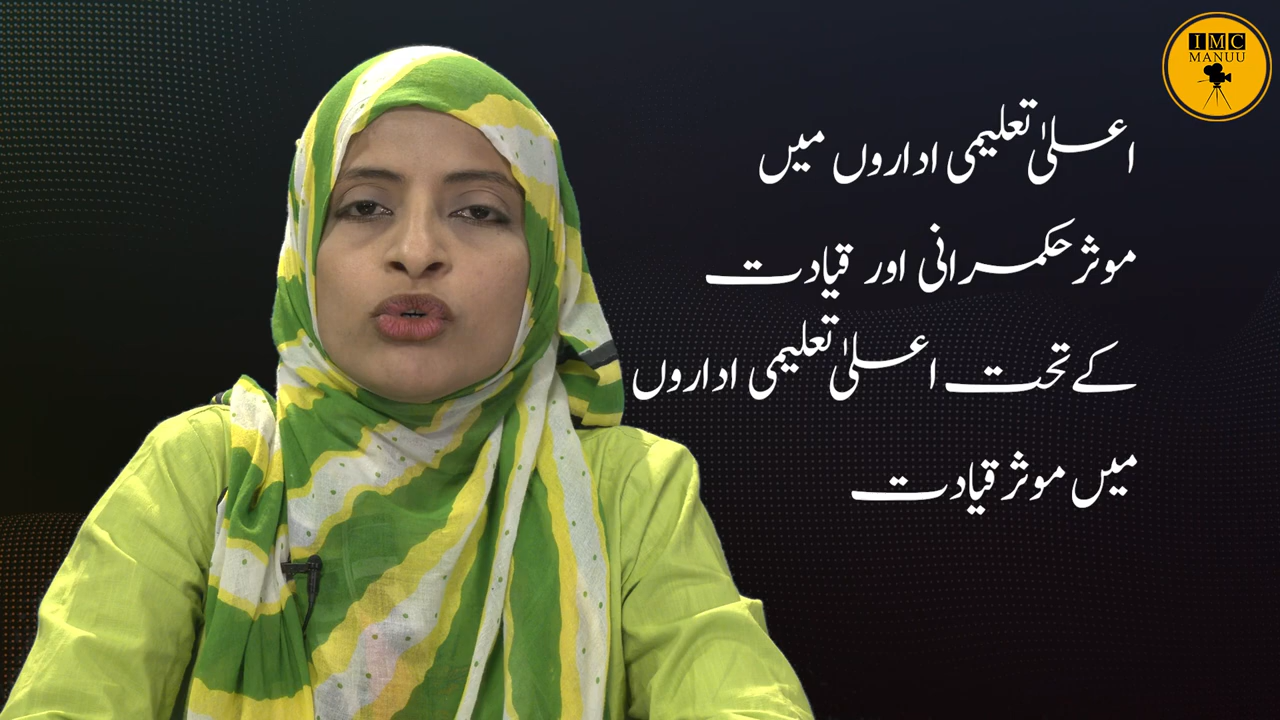 IMC
MANUU
اعلیٰ تعلیمی اداروں میں
موثر حکمرانی اور قیادت
کے تحت اعلیٰ تعلیمی اداروں
میں موثر قیادت